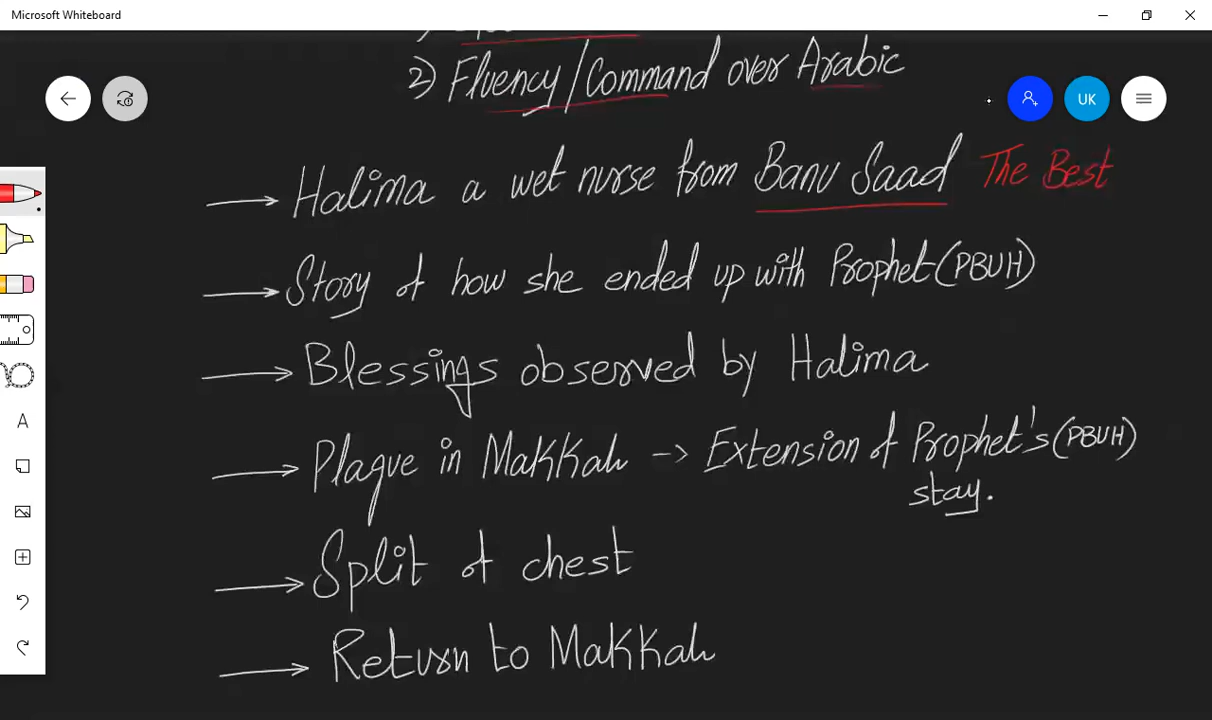 Microsoft Whiteboard
2) Fluency/Command over Arabic
UK
→ Halima a wet nurse from Banu Saad The Best
→ Story of how she ended up with Prophet(PBUH)
→ Blessings observed by Halima
A
→ Plague in Makkah -> Extension of Prophet's(PBUH)
stay.
→ Split of chest
→ Return to Makkah